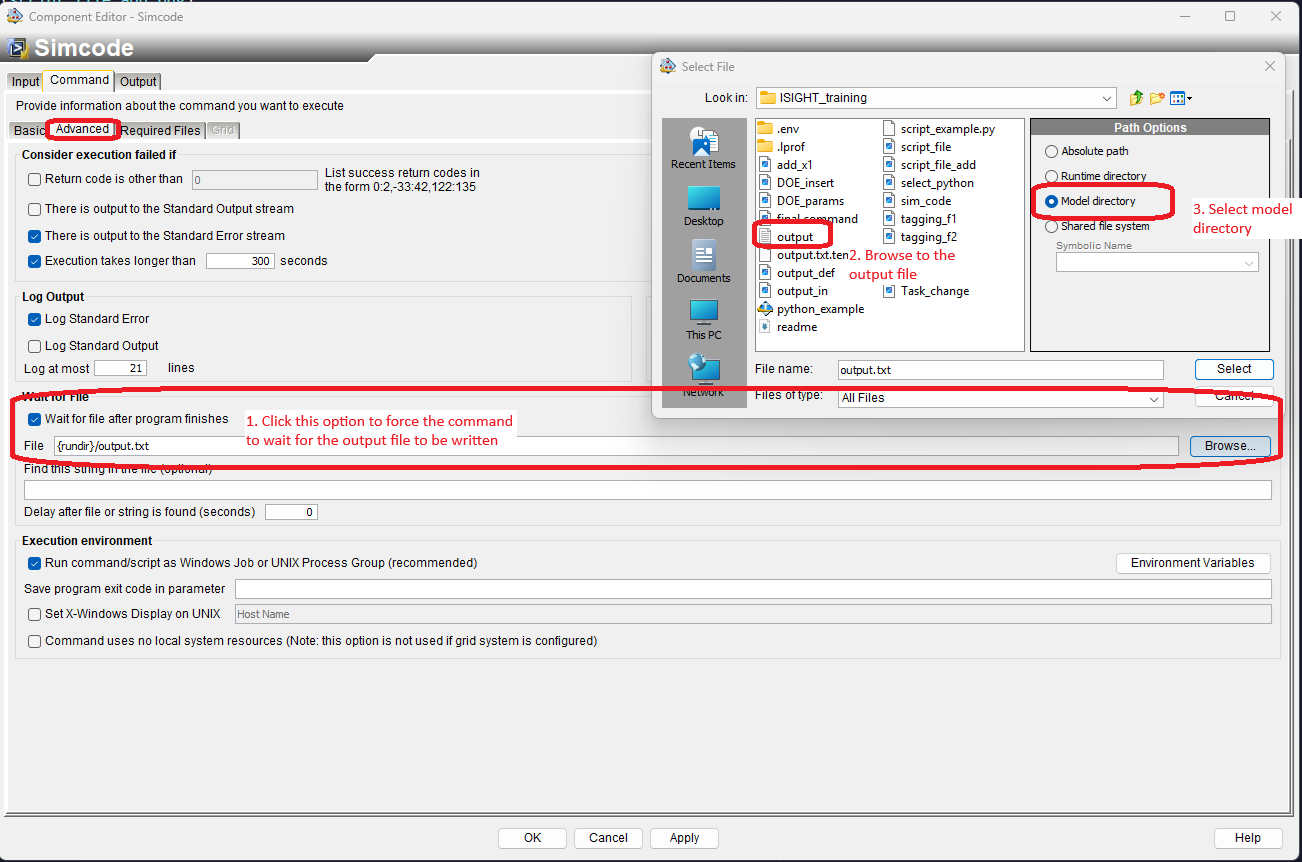 Component Editor - Simcode
Simcode
Input
Command
Output
Provide information about the command you want to execute
Basic
Advanced
Required Files
Grid
Consider execution failed if
Return code is other than
0
List success return codes in
the form 0:2,-33:42,122:135
There is output to the Standard Output stream
There is output to the Standard Error stream
Execution takes longer than
300
seconds
Log Output
Log Standard Error
Log Standard Output
Log at most
21
lines
Wait for File
Wait for file after program finishes
1. Click this option to force the command
to wait for the output file to be written
File
{rundir}/output.txt
Browse...
Find this string in the file (optional)
Delay after file or string is found (seconds)
0
Execution environment
Run command/script as Windows Job or UNIX Process Group (recommended)
Environment Variables
Save program exit code in parameter
Set X-Windows Display on UNIX
Host Name
Command uses no local system resources (Note: this option is not used if grid system is configured)
OK
Cancel
Apply
Help
Select File
Look in:
ISIGHT_training
Recent Items
Desktop
Documents
This PC
Network
.env
.lprof
add_x1
DOE_insert
DOE_params
final command
output
output_def
output_in
python_example
readme
script_example.py
script_file
script_file_add
select_python
sim_code
tagging_f1
tagging_f2
Task_change
2. Browse to the
output file
Path Options
Absolute path
Runtime directory
Model directory
Shared file system
Symbolic Name
3. Select model
directory
File name:
output.txt
Select
Files of type:
All Files
Cancel